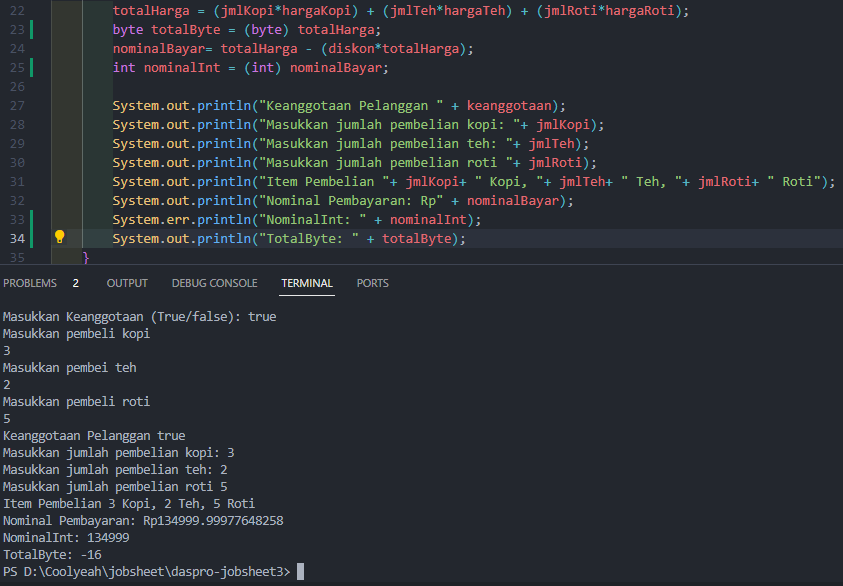 22 totalHarga = (jmlKopi*hargaKopi) + (jmlTeh*hargaTeh) + (jmlRoti*hargaRoti);
23 byte totalByte = (byte) totalHarga;
24 nominalBayar= totalHarga - (diskon*totalHarga);
25 int nominalInt = (int) nominalBayar;
26
27 System.out.println("Keanggotaan Pelanggan " + keanggotaan);
28 System.out.println("Masukkan jumlah pembelian kopi: "+ jmlKopi);
29 System.out.println("Masukkan jumlah pembelian teh: "+ jmlTeh);
30 System.out.println("Masukkan jumlah pembelian roti "+ jmlRoti);
31 System.out.println("Item Pembelian "+ jmlKopi+ " Kopi, "+ jmlTeh+ " Teh, "+ jmlRoti+ " Roti");
32 System.out.println("Nominal Pembayaran: Rp" + nominalBayar);
33 System.err.println("NominalInt: " + nominalInt);
34 System.out.println("TotalByte: " + totalByte);
35 }
PROBLEMS 2 OUTPUT DEBUG CONSOLE TERMINAL PORTS
Masukkan Keanggotaan (True/false): true
Masukkan pembeli kopi
3
Masukkan pembei teh
2
Masukkan pembeli roti
5
Keanggotaan Pelanggan true
Masukkan jumlah pembelian kopi: 3
Masukkan jumlah pembelian teh: 2
Masukkan jumlah pembelian roti 5
Item Pembelian 3 Kopi, 2 Teh, 5 Roti
Nominal Pembayaran: Rp134999.99977648258
NominalInt: 134999
TotalByte: -16
PS D:\Coolyeah\jobsheet\daspro-jobsheet3>